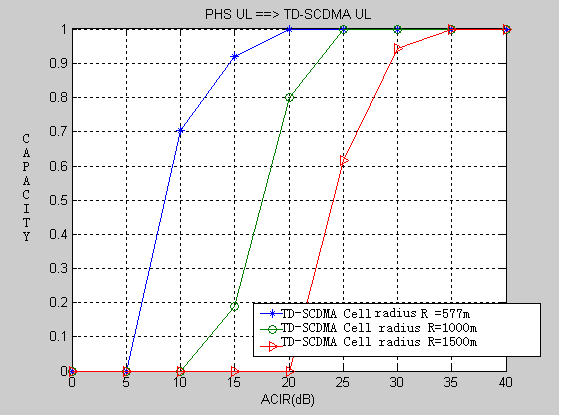 PHS UL ==> TD-SCDMA UL
1
0.9
0.8
0.7
0.6
0.5
0.4
0.3
0.2
0.1
0
CAPACITY
TD-SCDMA Cell radius R =577m
TD-SCDMA Cell radius R=1000m
TD-SCDMA Cell radius R=1500m
0 5 10 15 20 25 30 35 40
ACIR(dB)